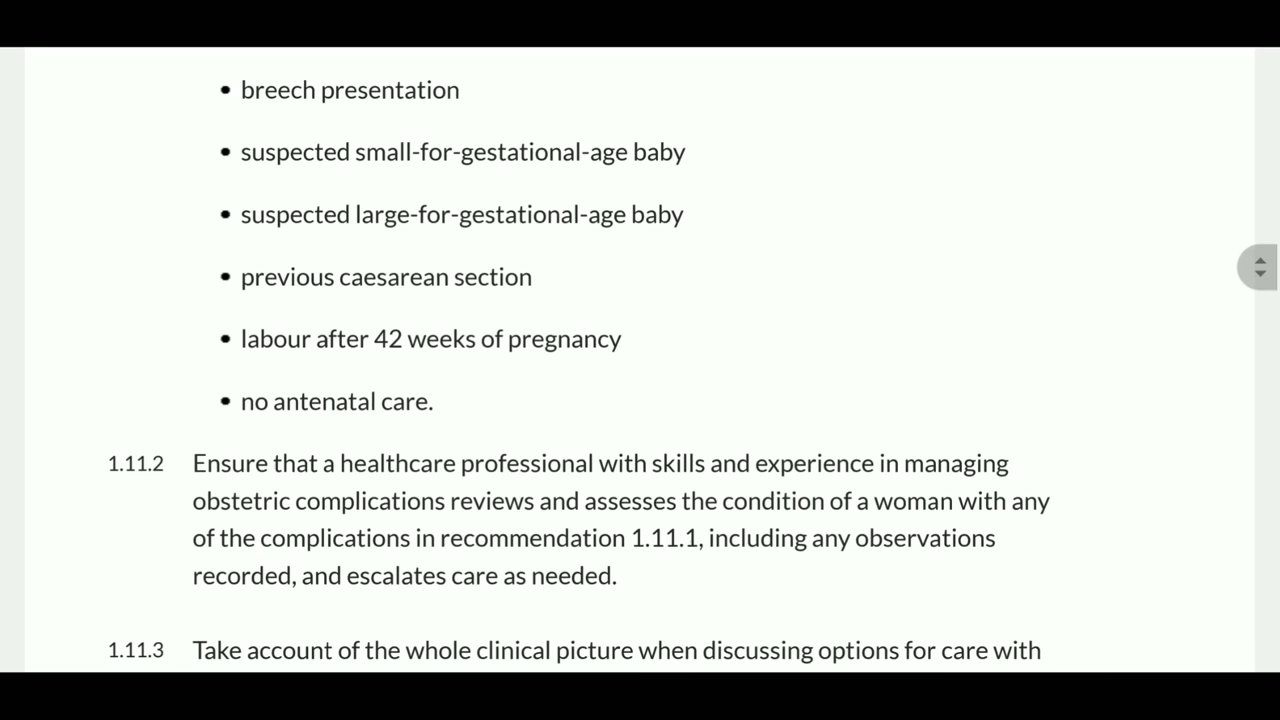 • breech presentation
• suspected small-for-gestational-age baby
• suspected large-for-gestational-age baby
• previous caesarean section
• labour after 42 weeks of pregnancy
• no antenatal care.
1.11.2 Ensure that a healthcare professional with skills and experience in managing
obstetric complications reviews and assesses the condition of a woman with any
of the complications in recommendation 1.11.1, including any observations
recorded, and escalates care as needed.
1.11.3 Take account of the whole clinical picture when discussing options for care with